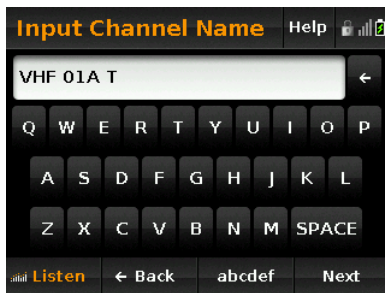 Input Channel Name Help
VHF 01A T ←
Q W E R T Y U I O P
A S D F G H J K L
Z X C V B N M SPACE
Listen ← Back abcdef Next